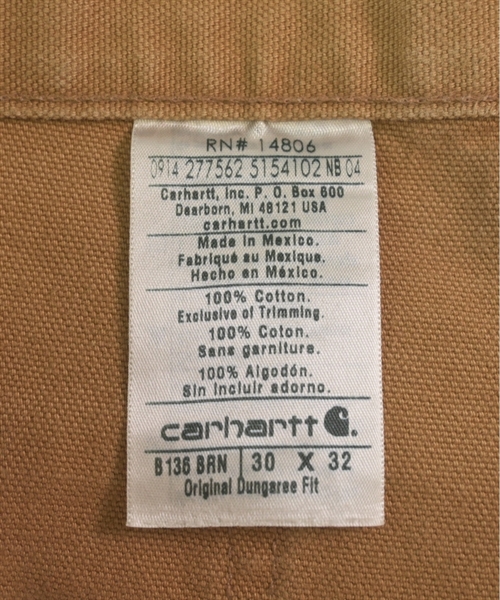 RN# 14806
0914 277562 5154102 NB 04
Carhartt, Inc. P. O. Box 600
Dearborn, MI 48121 USA
carhartt.com
Made in Mexico.
Fabriqué au Mexique.
Hecho en México.
100% Cotton.
Exclusive of Trimming.
100% Coton.
Sans garniture.
100% Algodón.
Sin incluir adorno.
carhartt
B136 BRN 30 X 32
Original Dungaree Fit